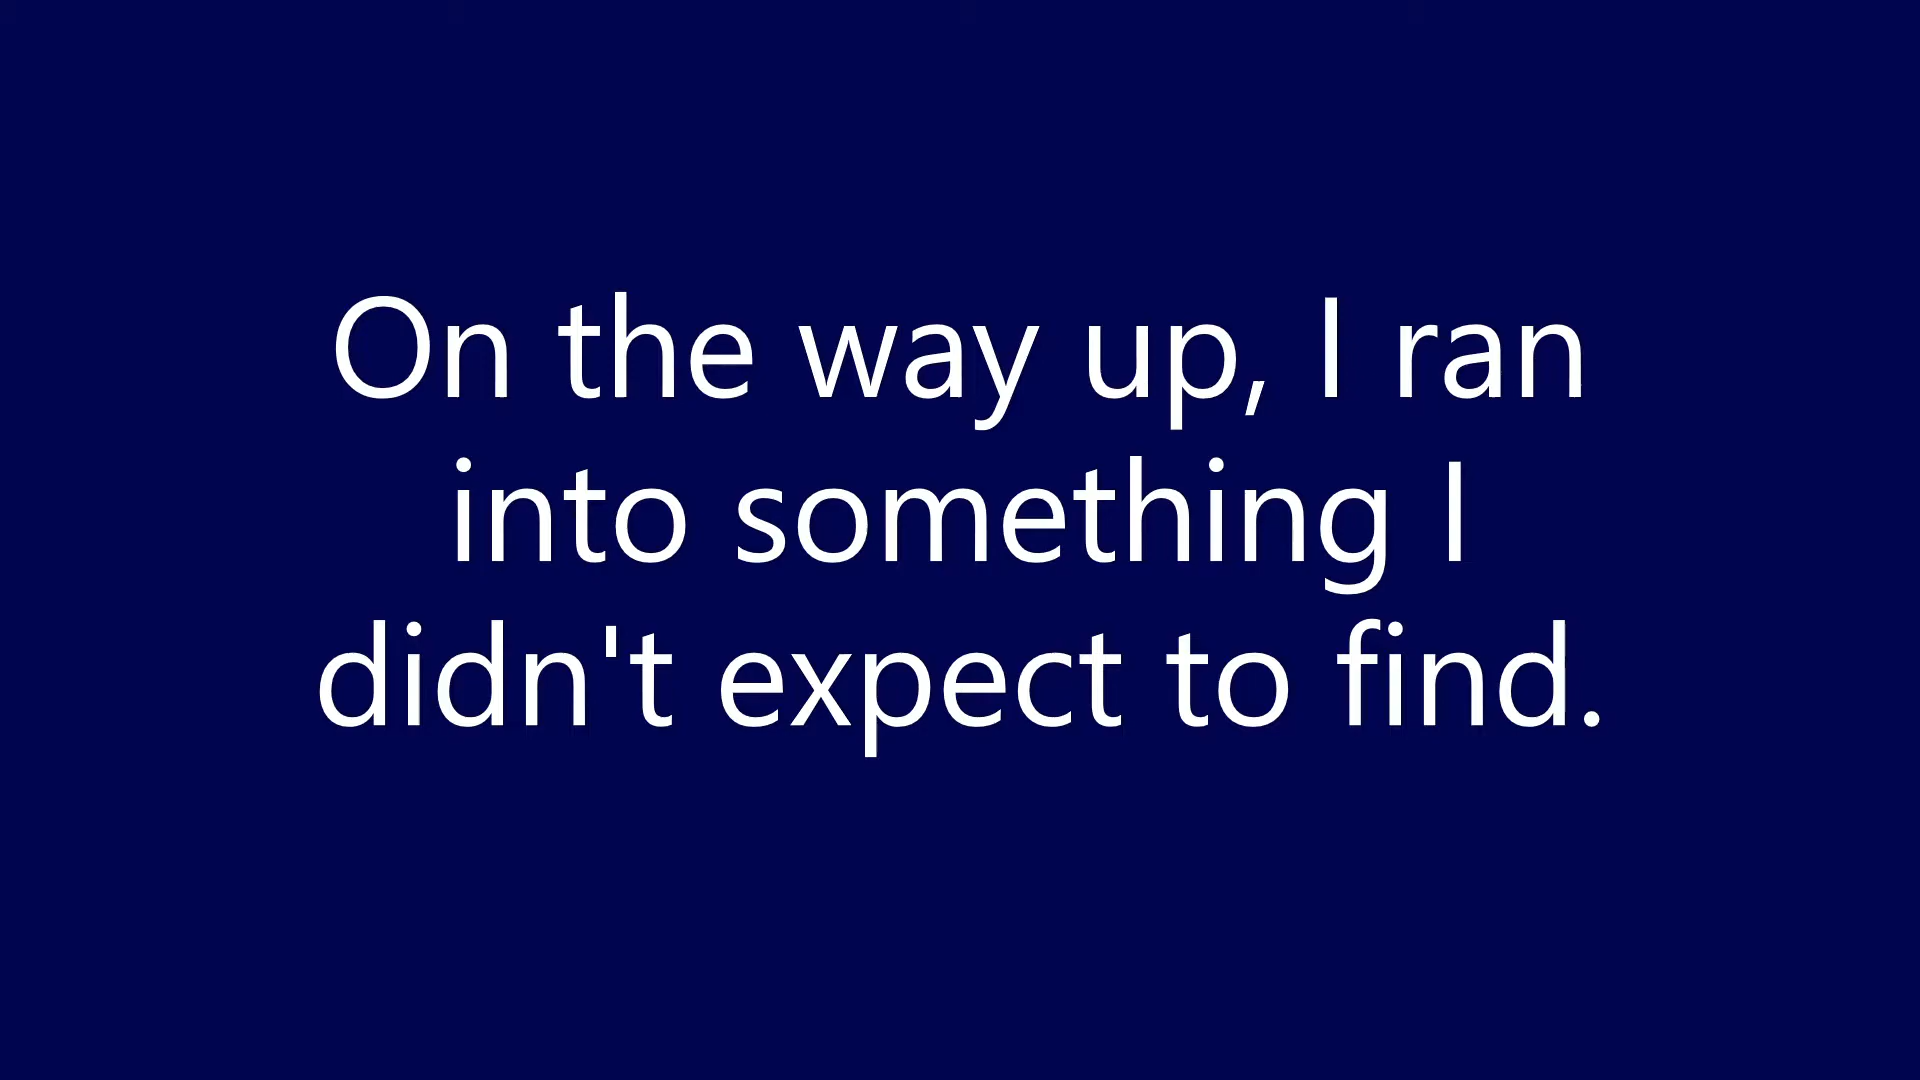 On the way up, I ran
into something I
didn't expect to find.